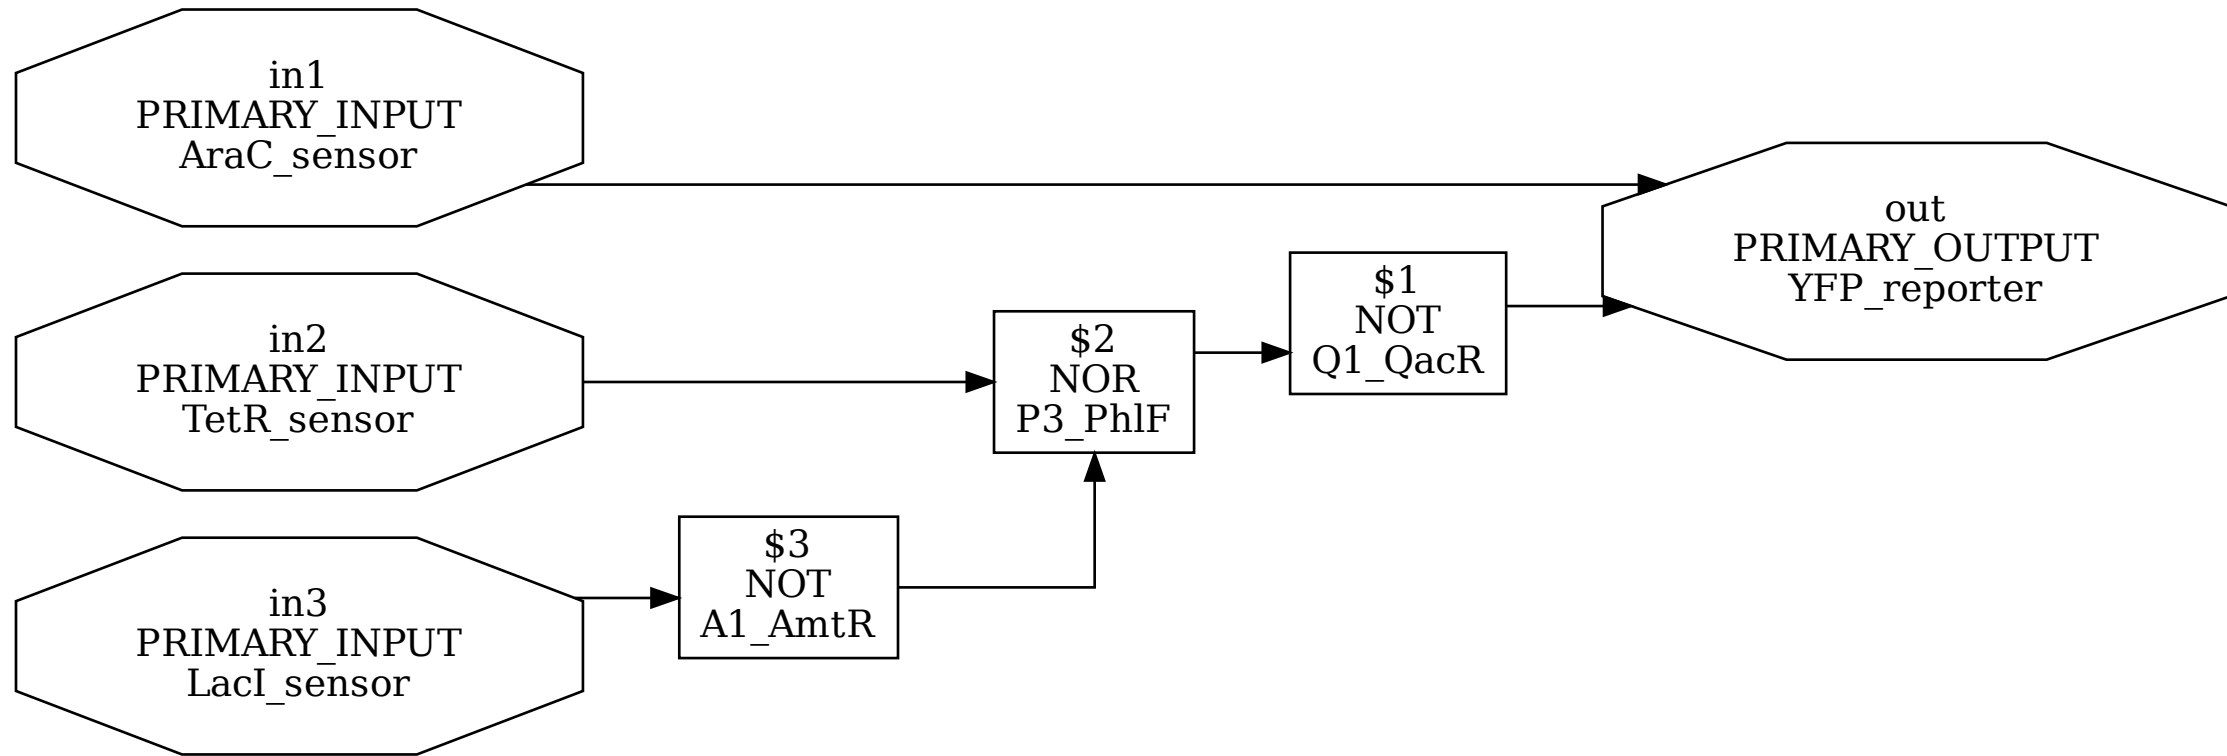 in1
PRIMARY_INPUT
AraC_sensor
in2
PRIMARY_INPUT
TetR_sensor
in3
PRIMARY_INPUT
LacI_sensor
$3
NOT
A1_AmtR
$2
NOR
P3_PhlF
$1
NOT
Q1_QacR
out
PRIMARY_OUTPUT
YFP_reporter